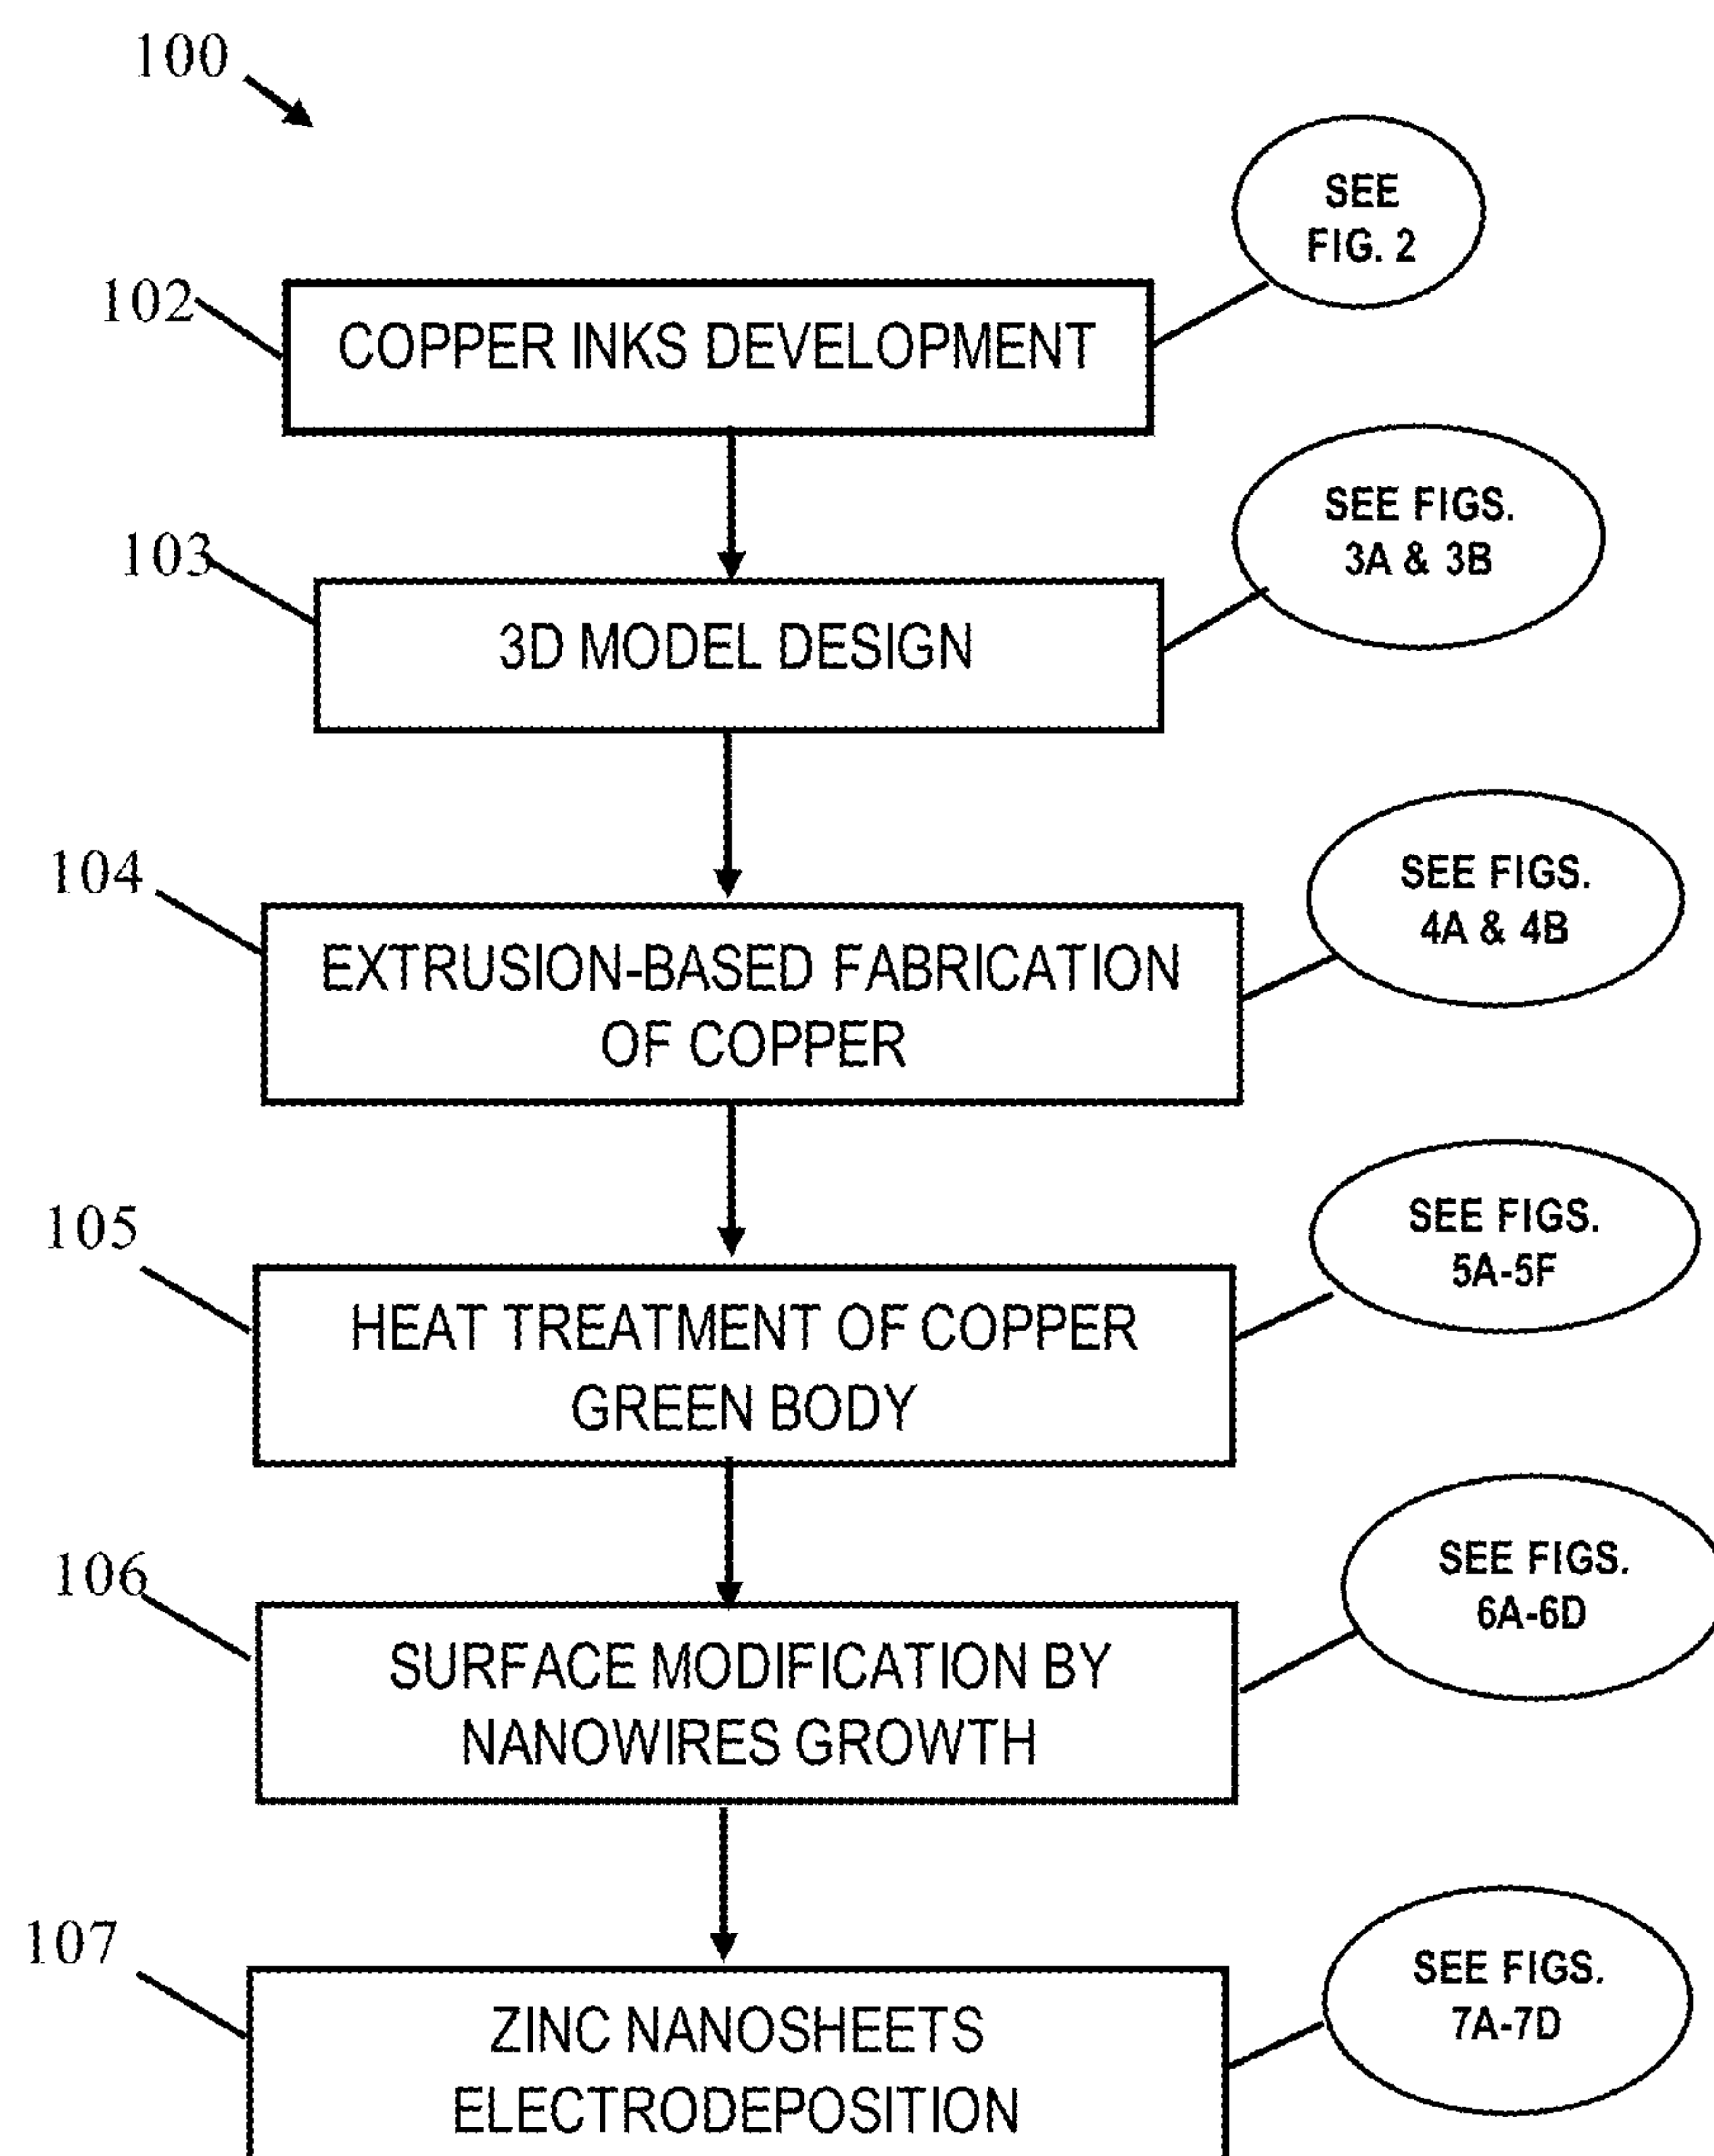 100
SEE
FIG. 2
102
COPPER INKS DEVELOPMENT
SEE FIGS.
3A & 3B
103
3D MODEL DESIGN
SEE FIGS.
4A & 4B
104
EXTRUSION-BASED FABRICATION
OF COPPER
SEE FIGS.
5A-5F
105
HEAT TREATMENT OF COPPER
GREEN BODY
SEE FIGS.
6A-6D
106
SURFACE MODIFICATION BY
NANOWIRES GROWTH
SEE FIGS.
7A-7D
107
ZINC NANOSHEETS
ELECTRODEPOSITION